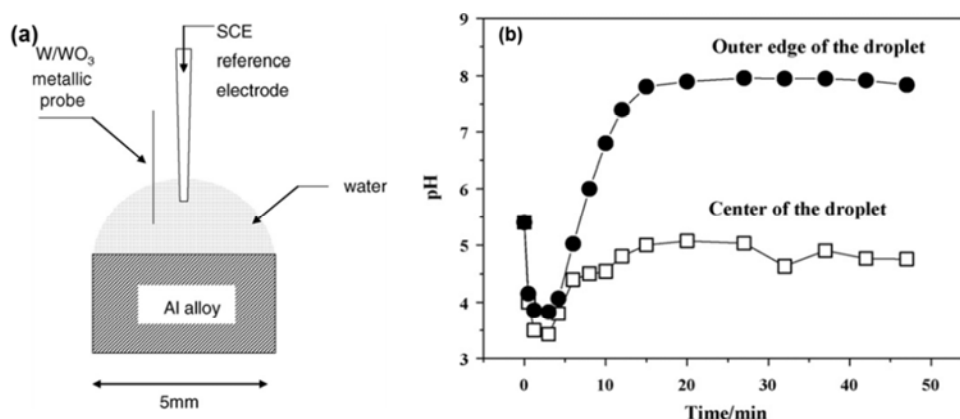 (a)
SCE
reference
electrode
W/WO₃
metallic
probe
water
Al alloy
5mm
(b)
Outer edge of the droplet
Center of the droplet
pH
9
8
7
6
5
4
3
0
10
20
30
40
50
Time/min